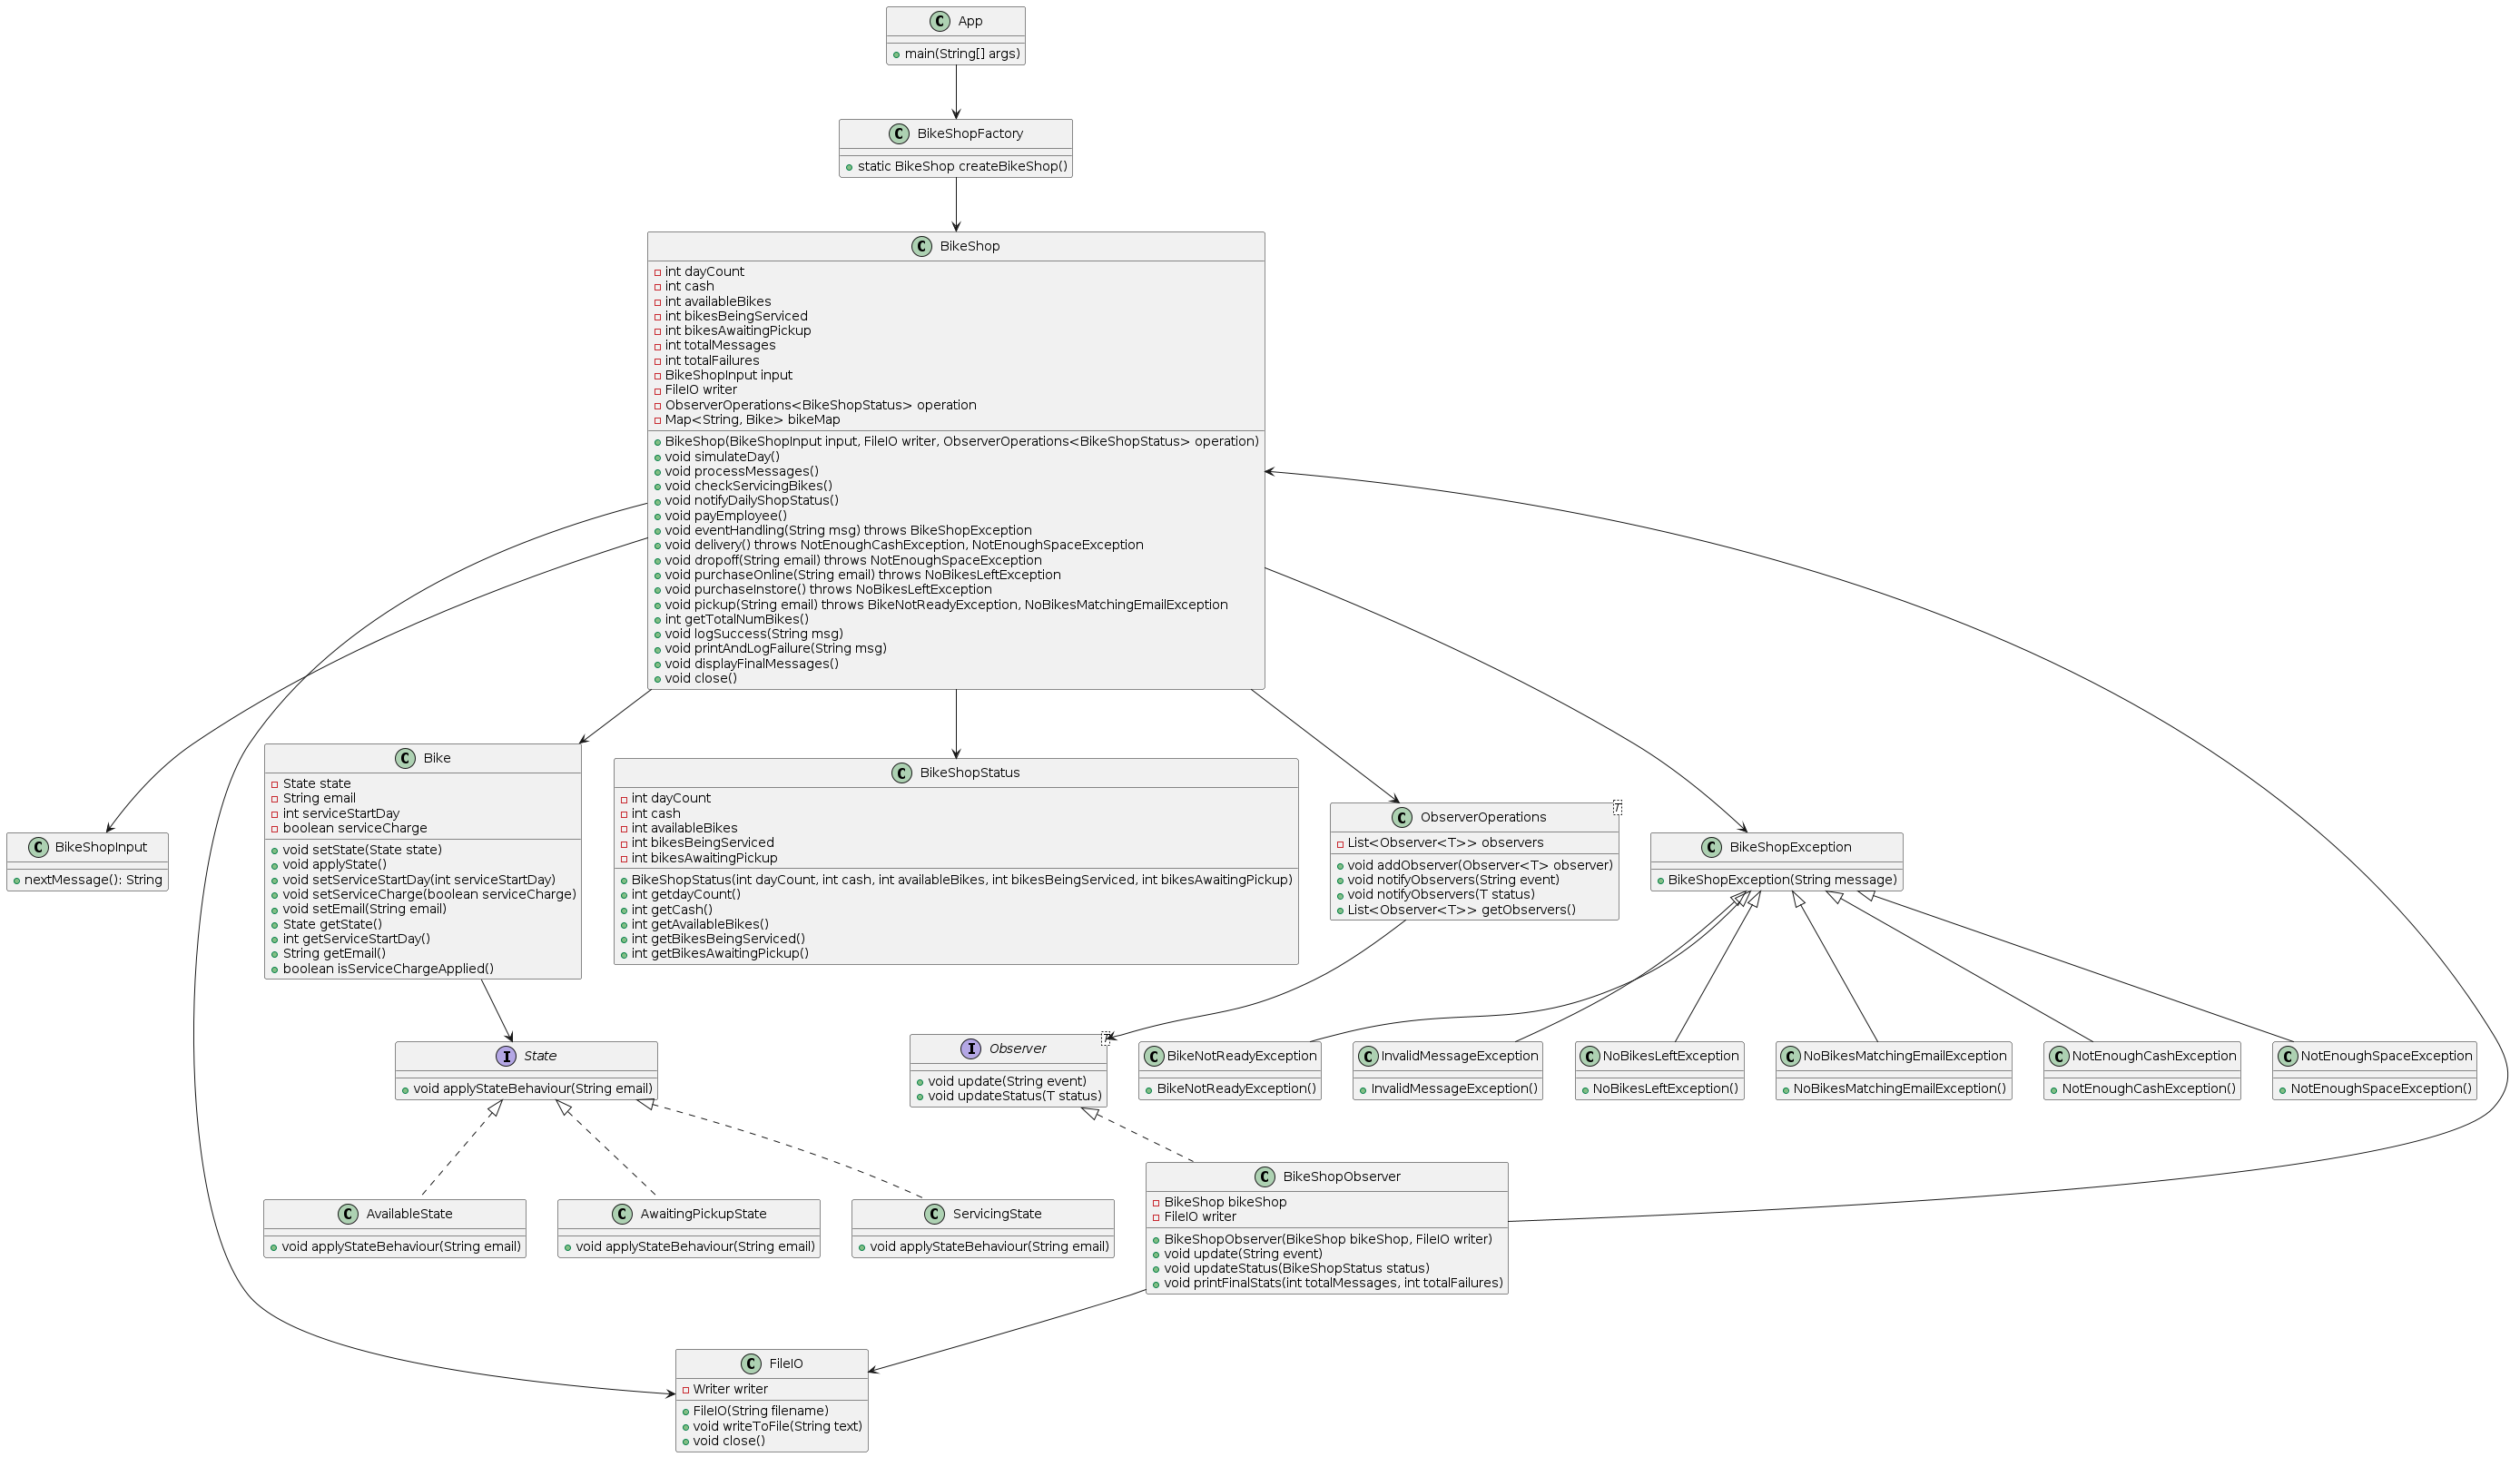 C App
main(String[] args)
C BikeShopFactory
static BikeShop createBikeShop()
C BikeShop
int dayCount
int cash
int availableBikes
int bikesBeingServiced
int bikesAwaitingPickup
int totalMessages
int totalFailures
BikeShopInput input
FileIO writer
ObserverOperations<BikeShopStatus> operation
Map<String, Bike> bikeMap
BikeShop(BikeShopInput input, FileIO writer, ObserverOperations<BikeShopStatus> operation)
void simulateDay()
void processMessages()
void checkServicingBikes()
void notifyDailyShopStatus()
void payEmployee()
void eventHandling(String msg) throws BikeShopException
void delivery() throws NotEnoughCashException, NotEnoughSpaceException
void dropoff(String email) throws NotEnoughSpaceException
void purchaseOnline(String email) throws NoBikesLeftException
void purchaseInstore() throws NoBikesLeftException
void pickup(String email) throws BikeNotReadyException, NoBikesMatchingEmailException
int getTotalNumBikes()
void logSuccess(String msg)
void printAndLogFailure(String msg)
void displayFinalMessages()
void close()
C BikeShopInput
nextMessage(): String
C Bike
State state
String email
int serviceStartDay
boolean serviceCharge
void setState(State state)
void applyState()
void setServiceStartDay(int serviceStartDay)
void setServiceCharge(boolean serviceCharge)
void setEmail(String email)
State getState()
int getServiceStartDay()
String getEmail()
boolean isServiceChargeApplied()
C BikeShopStatus
int dayCount
int cash
int availableBikes
int bikesBeingServiced
int bikesAwaitingPickup
BikeShopStatus(int dayCount, int cash, int availableBikes, int bikesBeingServiced, int bikesAwaitingPickup)
int getdayCount()
int getCash()
int getAvailableBikes()
int getBikesBeingServiced()
int getBikesAwaitingPickup()
C ObserverOperations T
List<Observer<T>> observers
void addObserver(Observer<T> observer)
void notifyObservers(String event)
void notifyObservers(T status)
List<Observer<T>> getObservers()
C BikeShopException
BikeShopException(String message)
I State
void applyStateBehaviour(String email)
I Observer T
void update(String event)
void updateStatus(T status)
C BikeNotReadyException
BikeNotReadyException()
C InvalidMessageException
InvalidMessageException()
C NoBikesLeftException
NoBikesLeftException()
C NoBikesMatchingEmailException
NoBikesMatchingEmailException()
C NotEnoughCashException
NotEnoughCashException()
C NotEnoughSpaceException
NotEnoughSpaceException()
C AvailableState
void applyStateBehaviour(String email)
C AwaitingPickupState
void applyStateBehaviour(String email)
C ServicingState
void applyStateBehaviour(String email)
C BikeShopObserver
BikeShop bikeShop
FileIO writer
BikeShopObserver(BikeShop bikeShop, FileIO writer)
void update(String event)
void updateStatus(BikeShopStatus status)
void printFinalStats(int totalMessages, int totalFailures)
C FileIO
Writer writer
FileIO(String filename)
void writeToFile(String text)
void close()